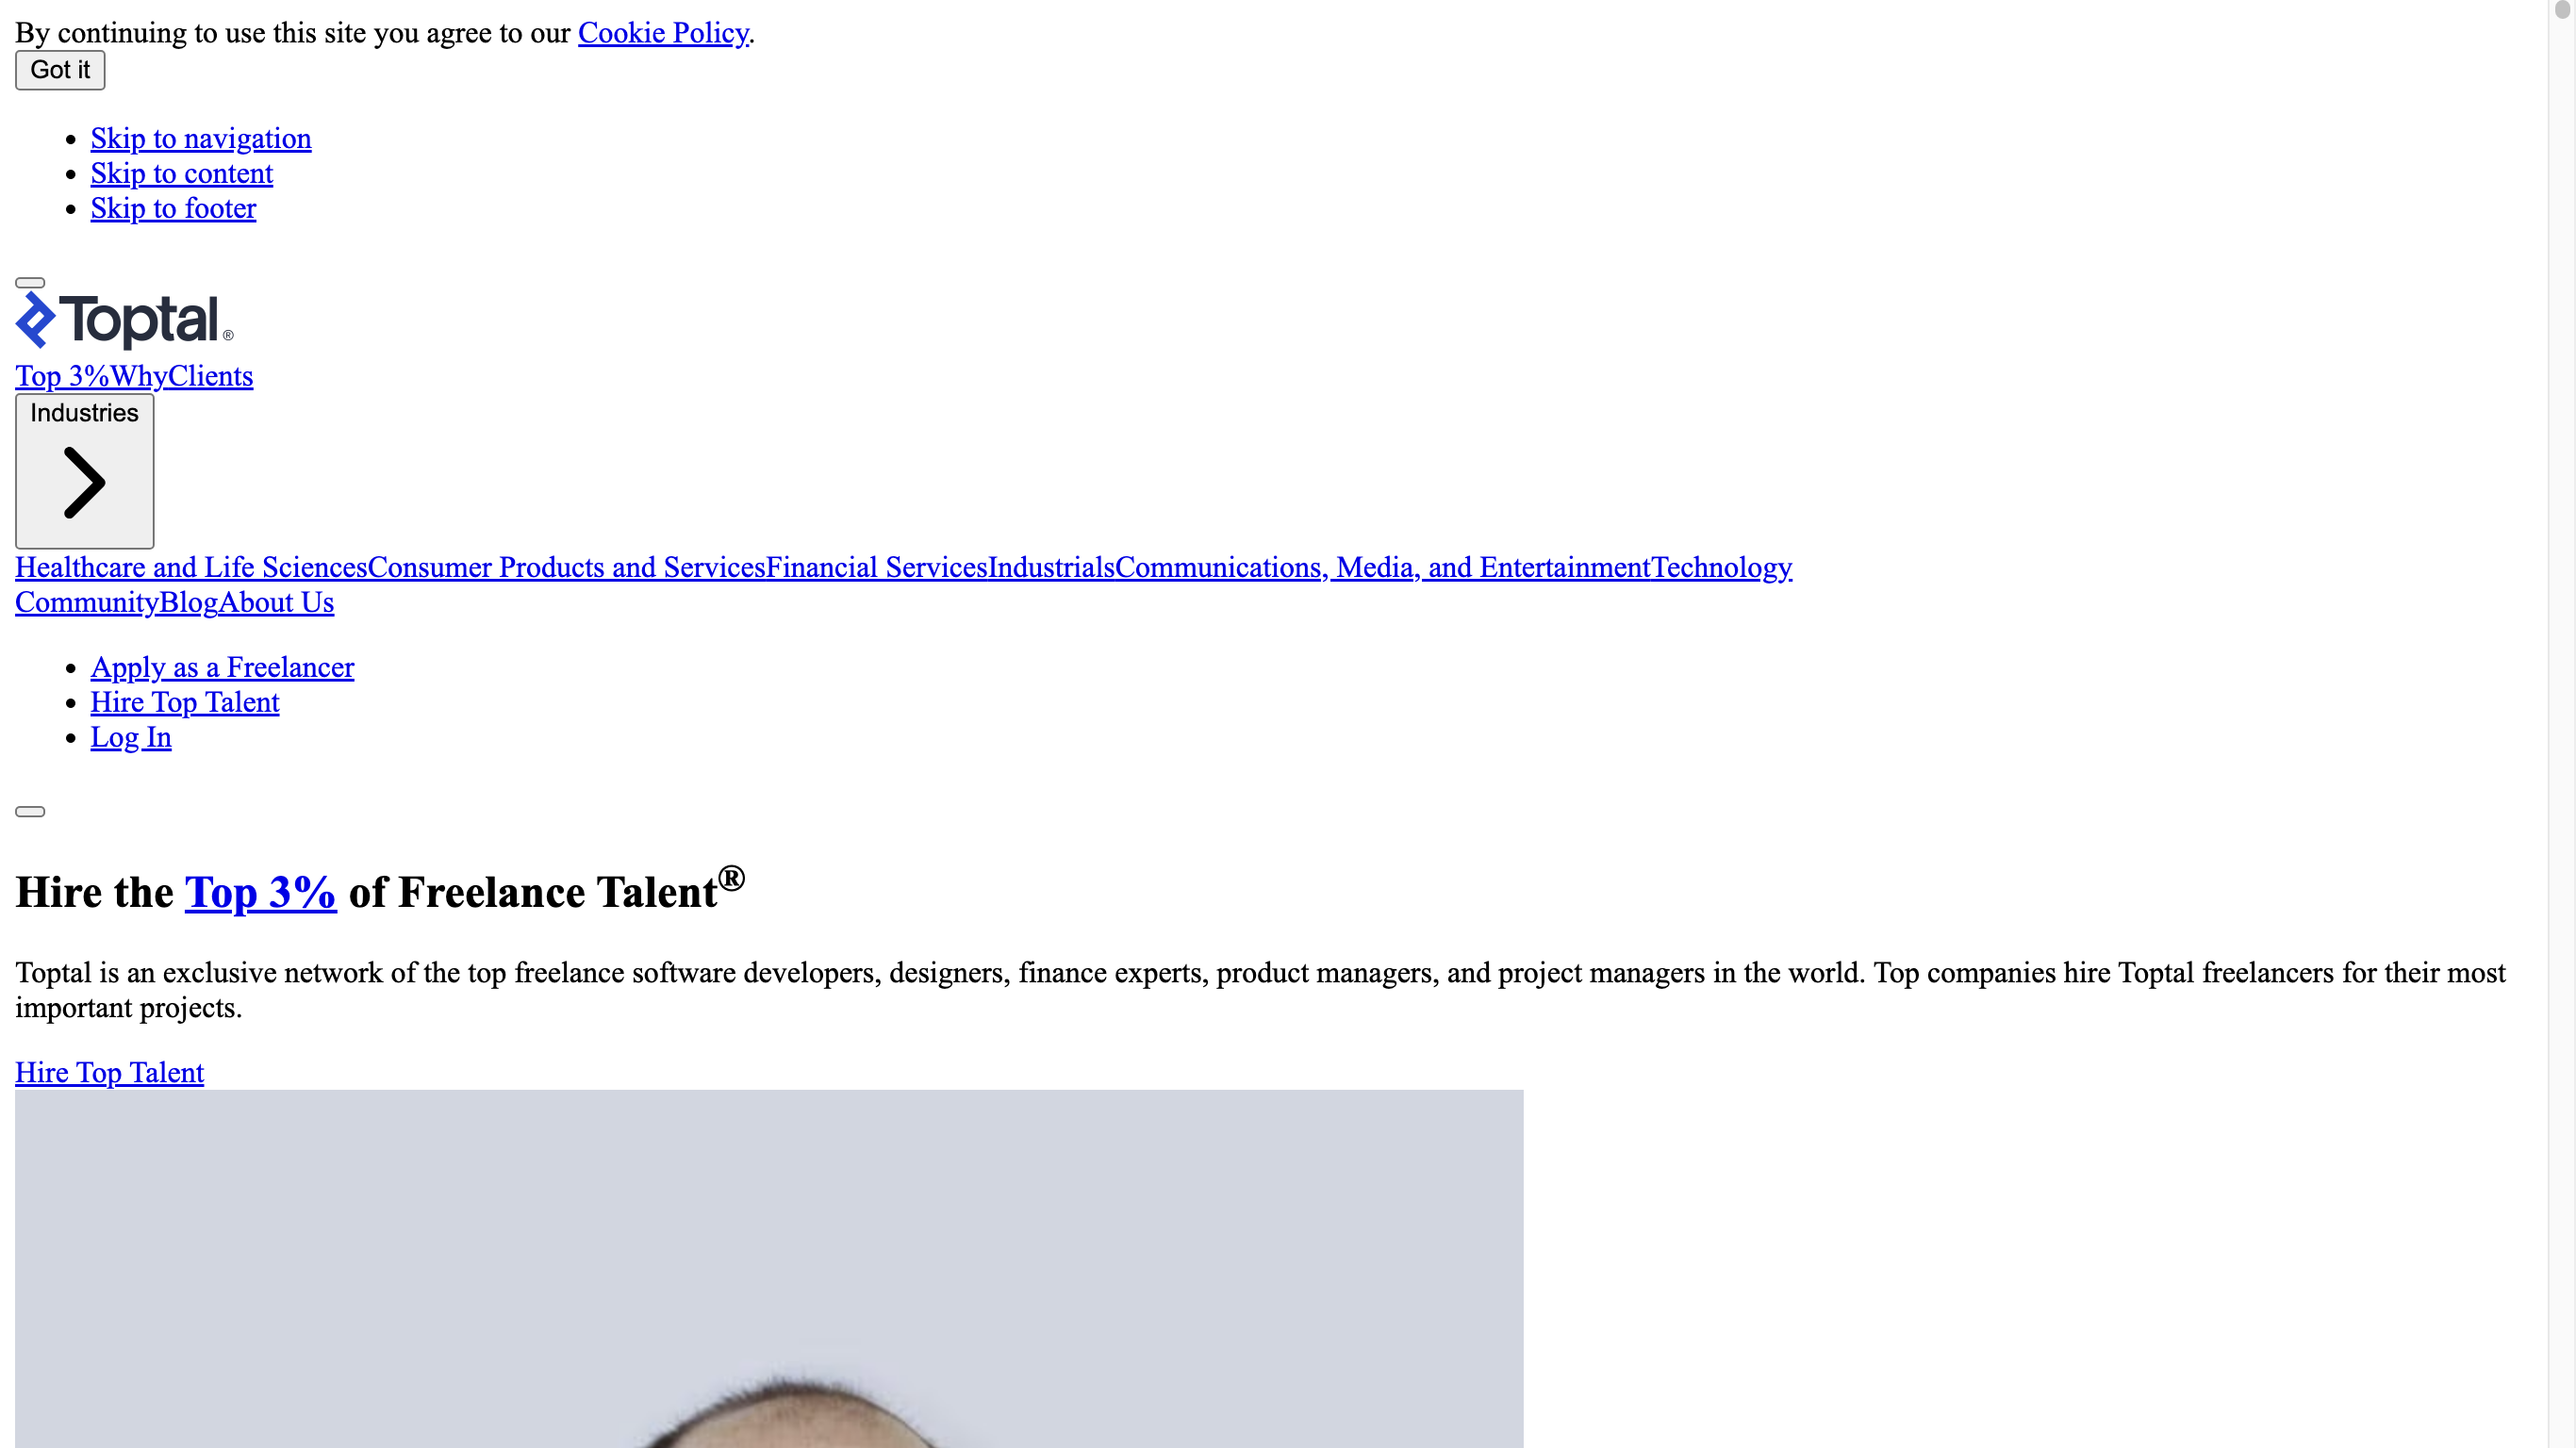 By continuing to use this site you agree to our Cookie Policy.
Got it
Skip to navigation
Skip to content
Skip to footer
Toptal®
Top 3%WhyClients
Industries
Healthcare and Life SciencesConsumer Products and ServicesFinancial ServicesIndustrialsCommunications, Media, and EntertainmentTechnology
CommunityBlogAbout Us
Apply as a Freelancer
Hire Top Talent
Log In
Hire the Top 3% of Freelance Talent®
Toptal is an exclusive network of the top freelance software developers, designers, finance experts, product managers, and project managers in the world. Top companies hire Toptal freelancers for their most
important projects.
Hire Top Talent